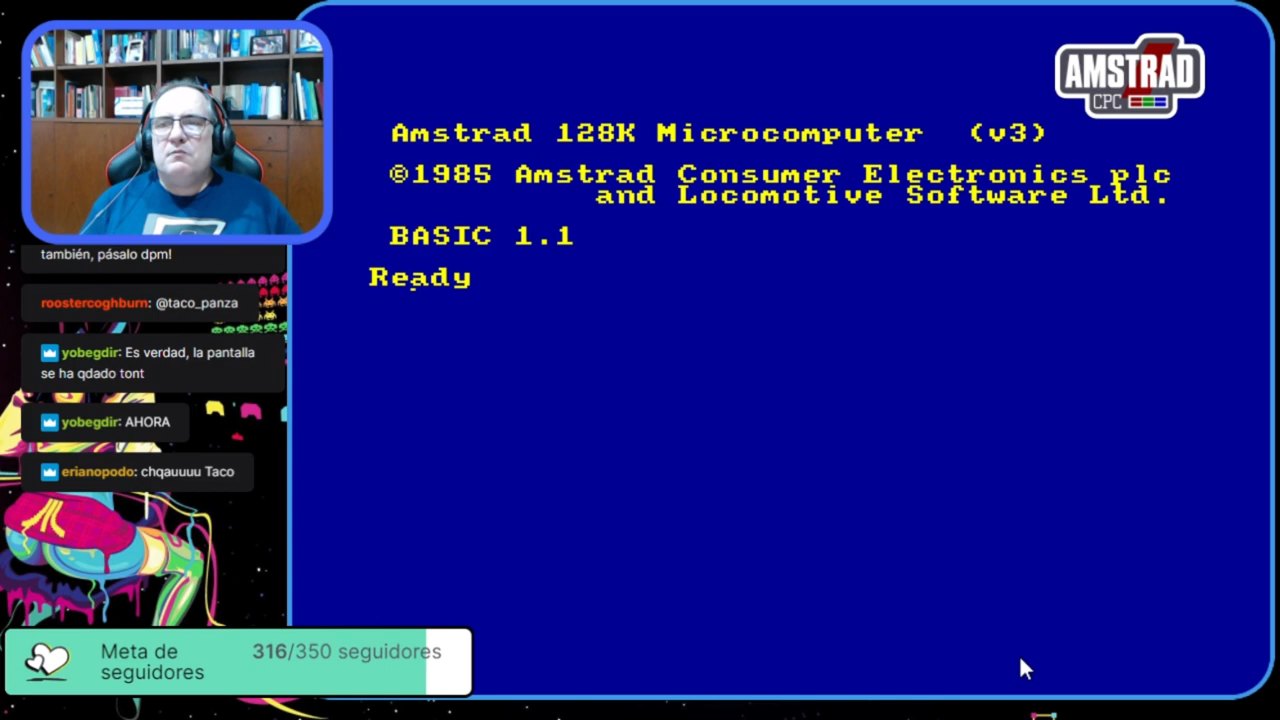 AMSTRAD
CPC
Amstrad 128K Microcomputer (v3)
©1985 Amstrad Consumer Electronics plc
and Locomotive Software Ltd.
BASIC 1.1
Ready
también, pásalo dpm!
roostercoghburn: @taco_panza
yobegdir: Es verdad, la pantalla
se ha qdado tont
yobegdir: AHORA
erianopodo: chqauuuu Taco
Meta de
seguidores
316/350 seguidores